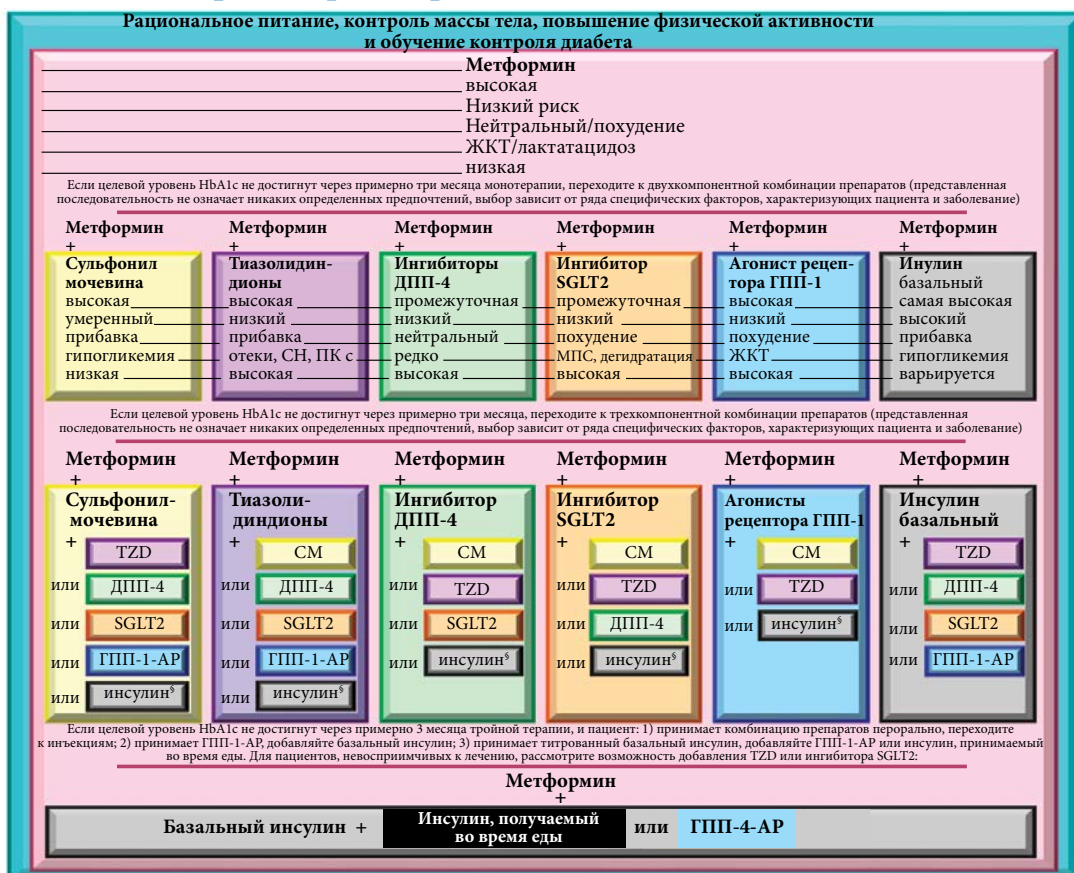 Рациональное питание, контроль массы тела, повышение физической активности
и обучение контроля диабета
Метформин
высокая
Низкий риск
Нейтральный/похудение
ЖКТ/лактатацидоз
низкая
Если целевой уровень HbA1c не достигнут через примерно три месяца монотерапии, переходите к двухкомпонентной комбинации препаратов (представленная
последовательность не означает никаких определенных предпочтений, выбор зависит от ряда специфических факторов, характеризующих пациента и заболевание)
Метформин Метформин Метформин Метформин Метформин Метформин
+ + + + + +
Сульфонил Тиазолидин- Ингибиторы Ингибитор Агонист рецеп- Инулин
мочевина дионы ДПП-4 SGLT2 тора ГПП-1 базальный
высокая высокая промежуточная промежуточная высокая самая высокая
умеренный низкий низкий низкий низкий высокий
прибавка прибавка нейтральный похудение похудение прибавка
гипогликемия отеки, СН, ПК с редко МПС, дегидратация ЖКТ гипогликемия
низкая высокая высокая высокая высокая варьируется
Если целевой уровень HbA1c не достигнут через примерно три месяца, переходите к трехкомпонентной комбинации препаратов (представленная
последовательность не означает никаких определенных предпочтений, выбор зависит от ряда специфических факторов, характеризующих пациента и заболевание)
Метформин Метформин Метформин Метформин Метформин Метформин
+ + + + + +
Сульфонил- Тиазоли- Ингибитор Ингибитор Агонисты Инсулин
мочевина диндионы ДПП-4 SGLT2 рецептора ГПП-1 базальный
+ TZD + СМ + СМ + СМ + СМ + TZD
или ДПП-4 или ДПП-4 или TZD или TZD или TZD или ДПП-4
или SGLT2 или SGLT2 или SGLT2 или ДПП-4 или инсулин§ или SGLT2
или ГПП-1-АР или ГПП-1-АР или инсулин§ или инсулин§ или ГПП-1-АР
или инсулин§ или инсулин§
Если целевой уровень HbA1c не достигнут через примерно 3 месяца тройной терапии, и пациент: 1) принимает комбинацию препаратов перорально, переходите
к инъекциям; 2) принимает ГПП-1-АР, добавляйте базальный инсулин; 3) принимает титрованный базальный инсулин, добавляйте ГПП-1-АР или инсулин, принимаемый
во время еды. Для пациентов, невосприимчивых к лечению, рассмотрите возможность добавления TZD или ингибитора SGLT2:
Метформин
+
Базальный инсулин + Инсулин, получаемый или ГПП-4-АР
во время еды